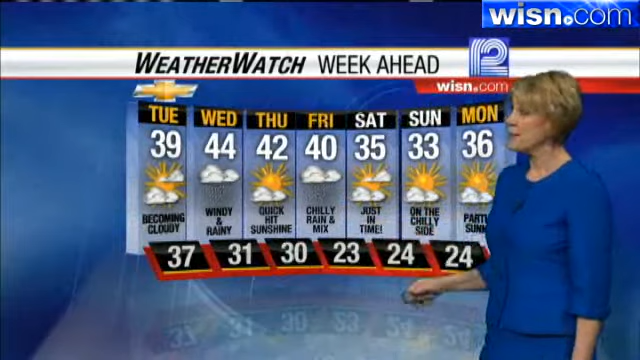 wisn.com
WEATHERWATCH WEEK AHEAD 12
wisn.com
TUE WED THU FRI SAT SUN MON
39 44 42 40 35 33 36
BECOMING CLOUDY
WINDY & RAINY
QUICK HIT SUNSHINE
CHILLY RAIN & MIX
JUST IN TIME!
ON THE CHILLY SIDE
PARTLY SUNN
37 31 30 23 24 24